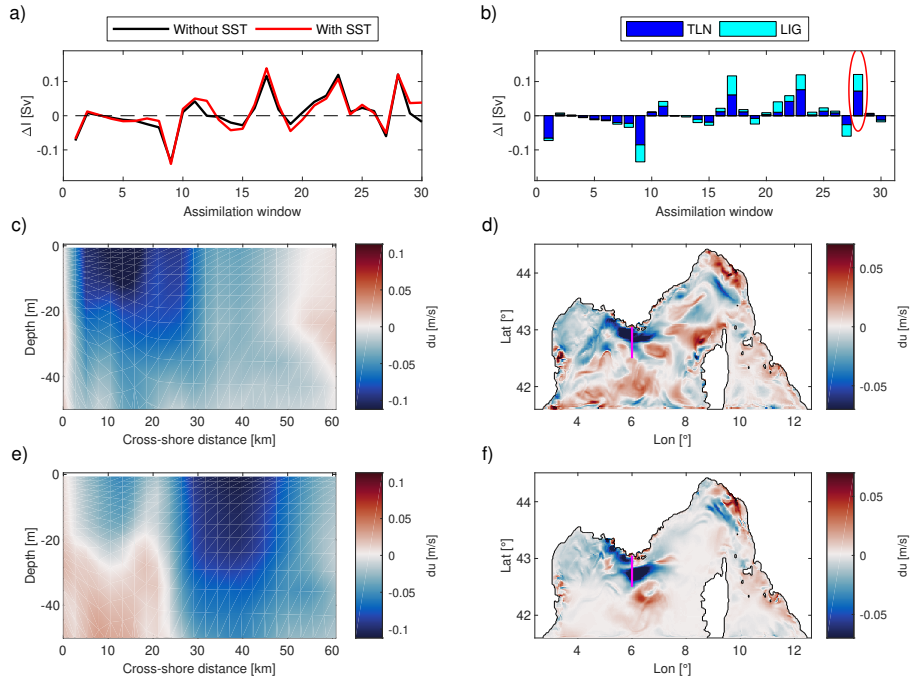 a)
Without SST
With SST
ΔI [Sv]
0.1
0
-0.1
0
5
10
15
20
25
30
Assimilation window
b)
TLN
LIG
ΔI [Sv]
0.1
0
-0.1
0
5
10
15
20
25
30
Assimilation window
c)
Depth [m]
0
-20
-40
0
10
20
30
40
50
60
Cross-shore distance [km]
0.1
0.05
0
-0.05
-0.1
du [m/s]
d)
Lat [°]
44
43
42
4
6
8
10
12
Lon [°]
0.05
0
-0.05
du [m/s]
e)
Depth [m]
0
-20
-40
0
10
20
30
40
50
60
Cross-shore distance [km]
0.1
0.05
0
-0.05
-0.1
du [m/s]
f)
Lat [°]
44
43
42
4
6
8
10
12
Lon [°]
0.05
0
-0.05
du [m/s]